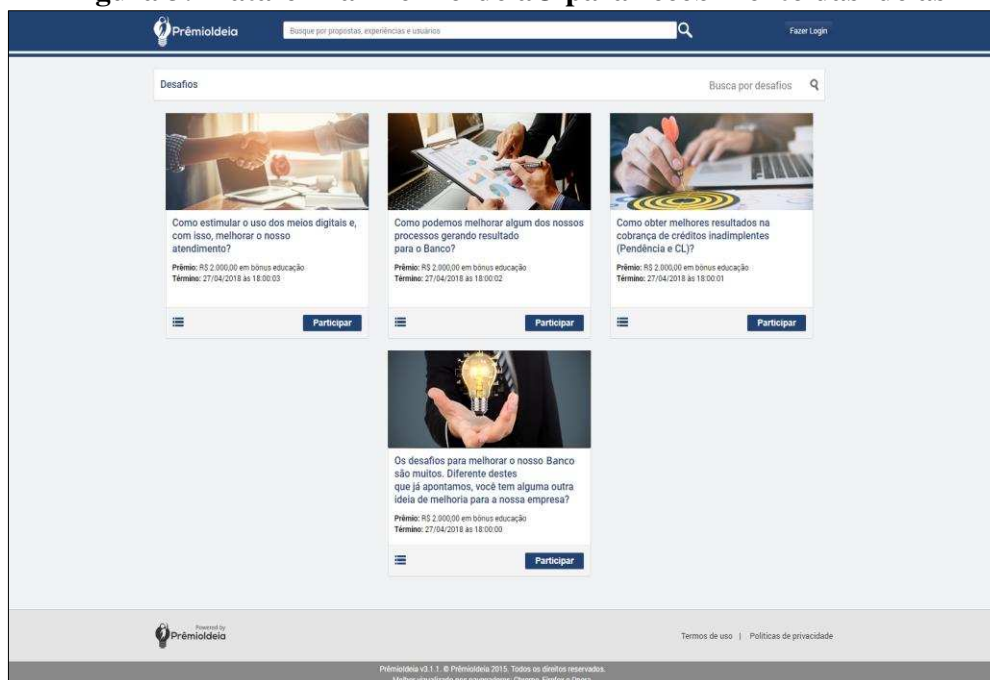 PrêmioIdeia
Busque por propostas, experiências e usuários
Fazer Login
Desafios
Busca por desafios
Como estimular o uso dos meios digitais e,
com isso, melhorar o nosso
atendimento?
Prêmio: R$ 2.000,00 em bônus educação
Término: 27/04/2018 às 18:00:03
Participar
Como podemos melhorar algum dos nossos
processos gerando resultado
para o Banco?
Prêmio: R$ 2.000,00 em bônus educação
Término: 27/04/2018 às 18:00:02
Participar
Como obter melhores resultados na
cobrança de créditos inadimplentes
(Pendência e CL)?
Prêmio: R$ 2.000,00 em bônus educação
Término: 27/04/2018 às 18:00:01
Participar
Os desafios para melhorar o nosso Banco
são muitos. Diferente destes
que já apontamos, você tem alguma outra
ideia de melhoria para a nossa empresa?
Prêmio: R$ 2.000,00 em bônus educação
Término: 27/04/2018 às 18:00:00
Participar
Powered by
PrêmioIdeia
Termos de uso | Políticas de privacidade
PrêmioIdeia v3.1.1. © PrêmioIdeia 2015. Todos os direitos reservados.